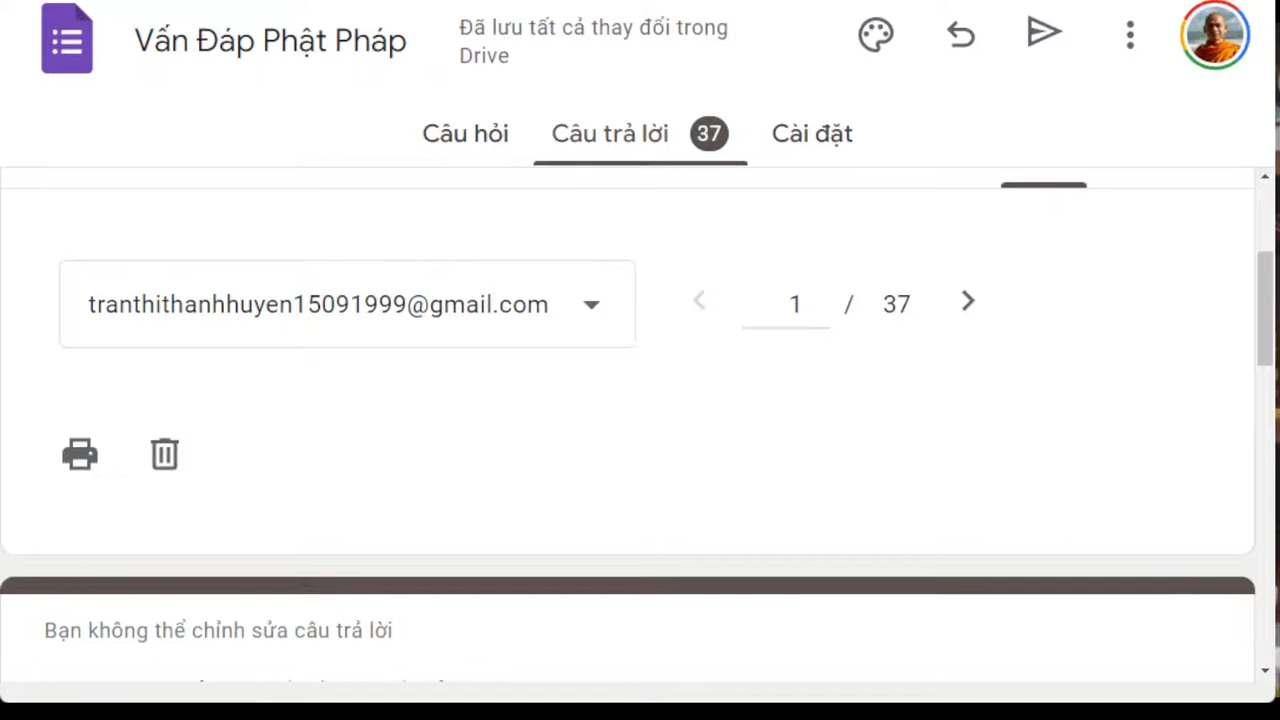 Vấn Đáp Phật Pháp
Đã lưu tất cả thay đổi trong
Drive
Câu hỏi
Câu trả lời 37
Cài đặt
tranthithanhhuyen15091999@gmail.com
1 / 37
Bạn không thể chỉnh sửa câu trả lời